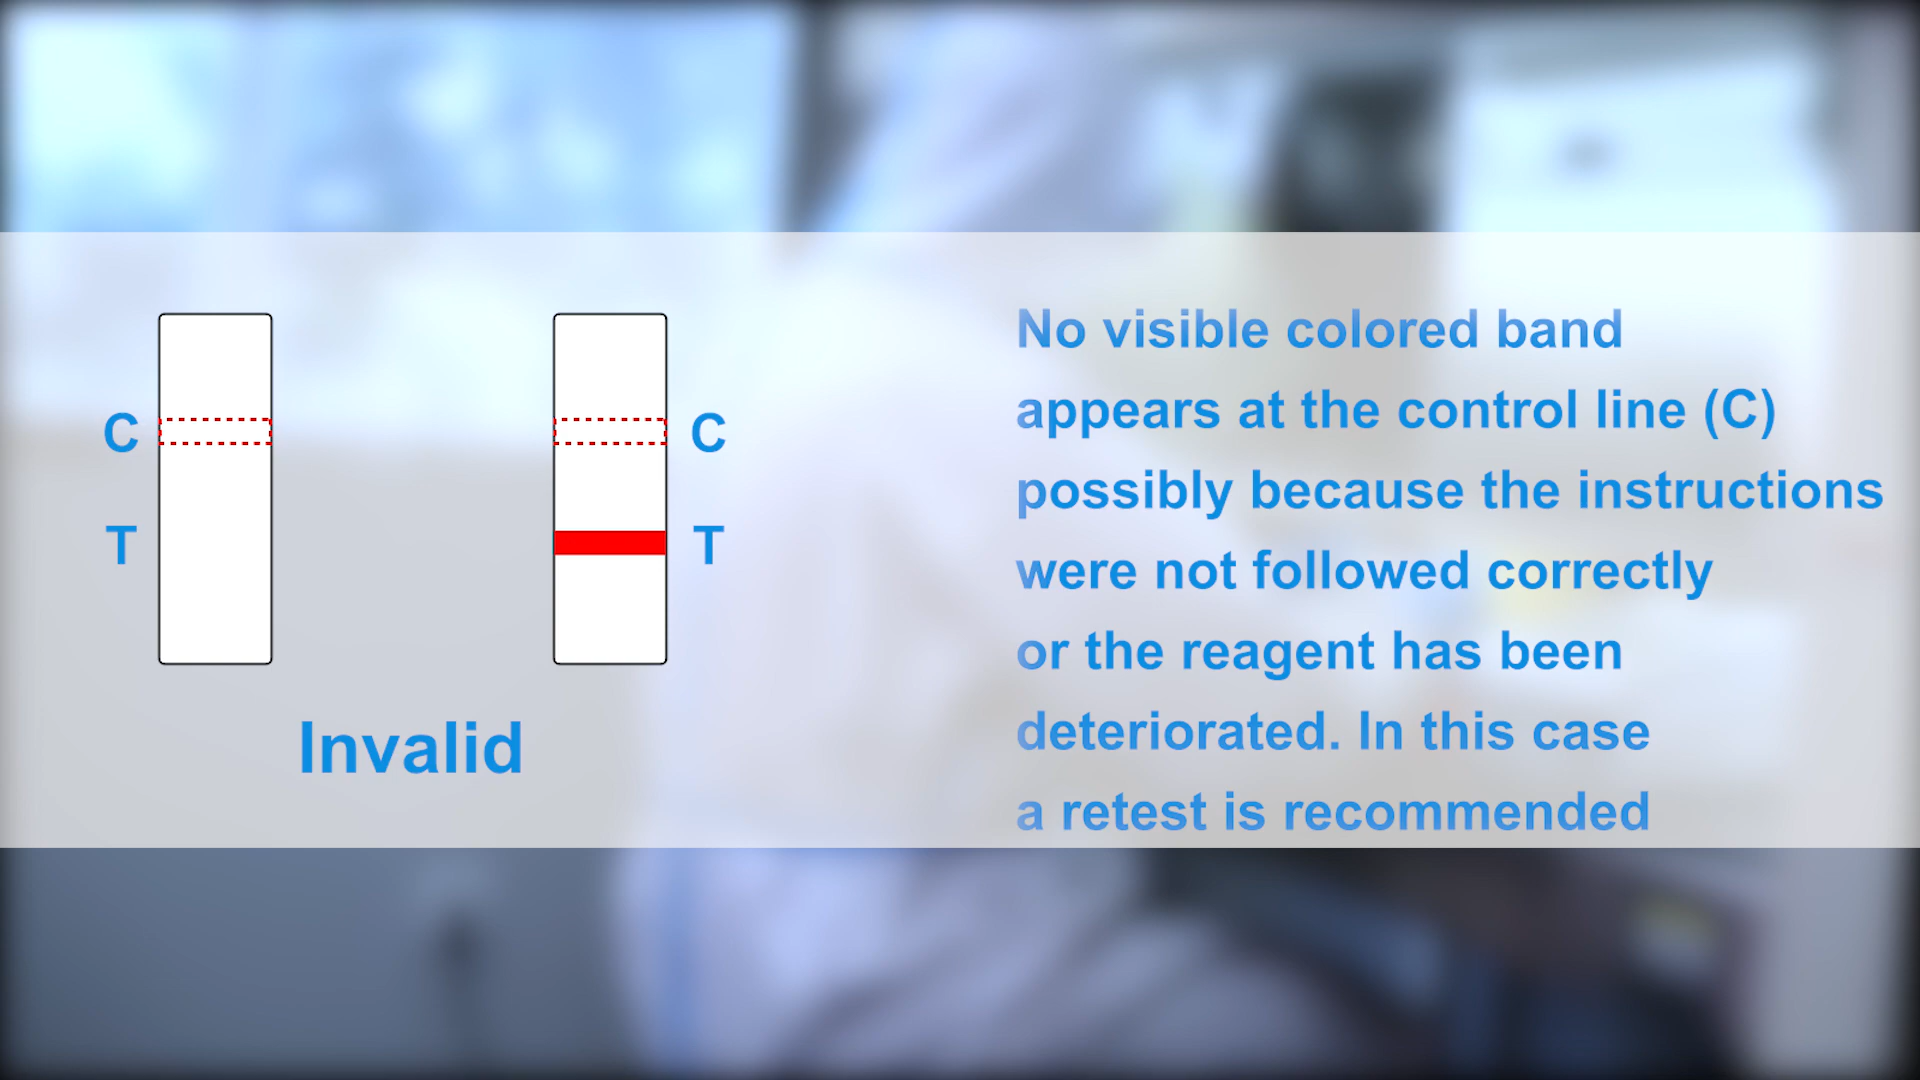 C
C
T
T
Invalid
No visible colored band
appears at the control line (C)
possibly because the instructions
were not followed correctly
or the reagent has been
deteriorated. In this case
a retest is recommended